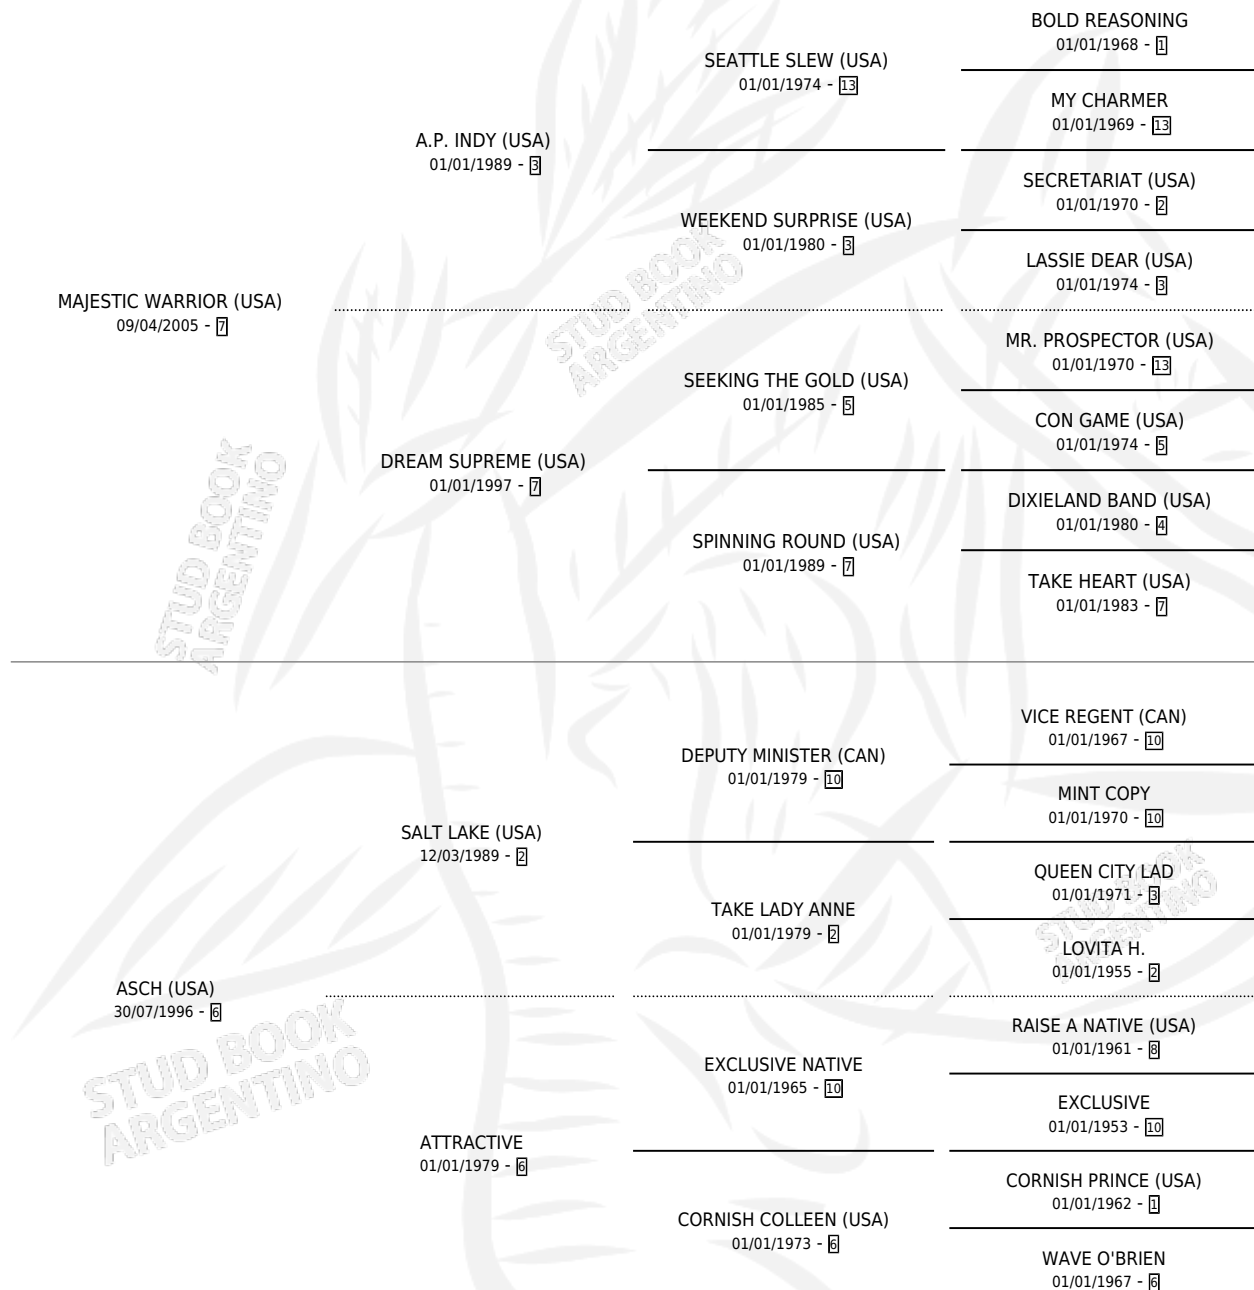 BOLD REASONING
01/01/1968 - 1
SEATTLE SLEW (USA)
01/01/1974 - 13
MY CHARMER
01/01/1969 - 13
A.P. INDY (USA)
01/01/1989 - 3
SECRETARIAT (USA)
01/01/1970 - 2
WEEKEND SURPRISE (USA)
01/01/1980 - 3
LASSIE DEAR (USA)
01/01/1974 - 3
MAJESTIC WARRIOR (USA)
09/04/2005 - 7
MR. PROSPECTOR (USA)
01/01/1970 - 13
SEEKING THE GOLD (USA)
01/01/1985 - 5
CON GAME (USA)
01/01/1974 - 5
DREAM SUPREME (USA)
01/01/1997 - 7
DIXIELAND BAND (USA)
01/01/1980 - 4
SPINNING ROUND (USA)
01/01/1989 - 7
TAKE HEART (USA)
01/01/1983 - 7
VICE REGENT (CAN)
01/01/1967 - 10
DEPUTY MINISTER (CAN)
01/01/1979 - 10
MINT COPY
01/01/1970 - 10
SALT LAKE (USA)
12/03/1989 - 2
QUEEN CITY LAD
01/01/1971 - 3
TAKE LADY ANNE
01/01/1979 - 2
LOVITA H.
01/01/1955 - 2
ASCH (USA)
30/07/1996 - 6
RAISE A NATIVE (USA)
01/01/1961 - 8
EXCLUSIVE NATIVE
01/01/1965 - 10
EXCLUSIVE
01/01/1953 - 10
ATTRACTIVE
01/01/1979 - 6
CORNISH PRINCE (USA)
01/01/1962 - 1
CORNISH COLLEEN (USA)
01/01/1973 - 6
WAVE O'BRIEN
01/01/1967 - 6
STUD BOOK
ARGENTINO
STUD BOOK
ARGENTINO
STUD BOOK
ARGENTINO
STUD BOOK
ARGENTINO